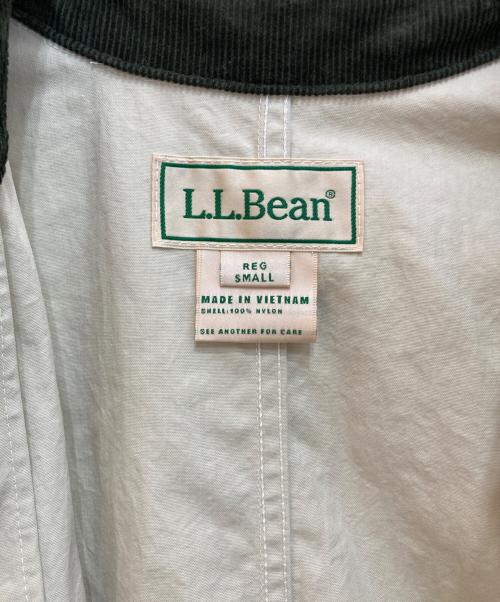 L.L.Bean®
REG
SMALL
MADE IN VIETNAM
SHELL:100% NYLON
SEE ANOTHER FOR CARE